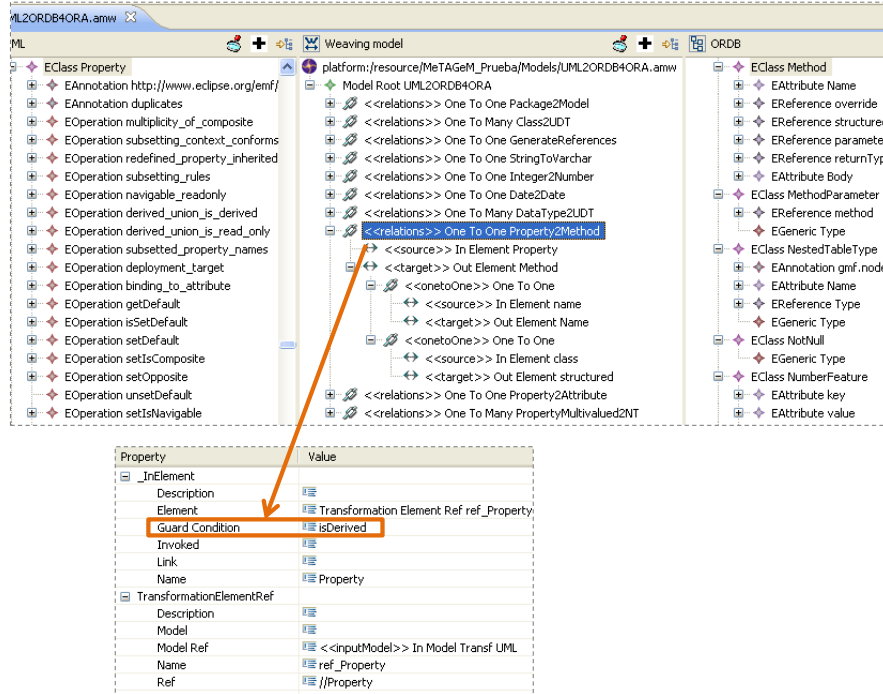 ML2ORDB4ORA.amw
ML
Weaving model
ORDB
EClass Property
EAnnotation http://www.eclipse.org/emf/
EAnnotation duplicates
EOperation multiplicity_of_composite
EOperation subsetting_context_conforms
EOperation redefined_property_inherited
EOperation subsetting_rules
EOperation navigable_readonly
EOperation derived_union_is_derived
EOperation derived_union_is_read_only
EOperation subsetted_property_names
EOperation deployment_target
EOperation binding_to_attribute
EOperation getDefault
EOperation isSetDefault
EOperation setDefault
EOperation setIsComposite
EOperation setOpposite
EOperation unsetDefault
EOperation setIsNavigable
platform:/resource/MeTAGeM_Prueba/Models/UML2ORDB4ORA.amw
Model Root UML2ORDB4ORA
<<relations>> One To One Package2Model
<<relations>> One To Many Class2UDT
<<relations>> One To One GenerateReferences
<<relations>> One To One StringToVarchar
<<relations>> One To One Integer2Number
<<relations>> One To One Date2Date
<<relations>> One To Many DataType2UDT
<<relations>> One To One Property2Method
<<source>> In Element Property
<<target>> Out Element Method
<<onetoOne>> One To One
<<source>> In Element name
<<target>> Out Element Name
<<onetoOne>> One To One
<<source>> In Element class
<<target>> Out Element structured
<<relations>> One To One Property2Attribute
<<relations>> One To Many PropertyMultivalued2NT
EClass Method
EAttribute Name
EReference override
EReference structured
EReference paramete
EReference returnTyp
EAttribute Body
EClass MethodParameter
EReference method
EGeneric Type
EClass NestedTableType
EAnnotation gmf.node
EAttribute Name
EReference Type
EGeneric Type
EClass NotNull
EGeneric Type
EClass NumberFeature
EAttribute key
EAttribute value
Property Value
_InElement
Description
Element Transformation Element Ref ref_Property
Guard Condition isDerived
Invoked
Link
Name Property
TransformationElementRef
Description
Model
Model Ref <<inputModel>> In Model Transf UML
Name ref_Property
Ref //Property